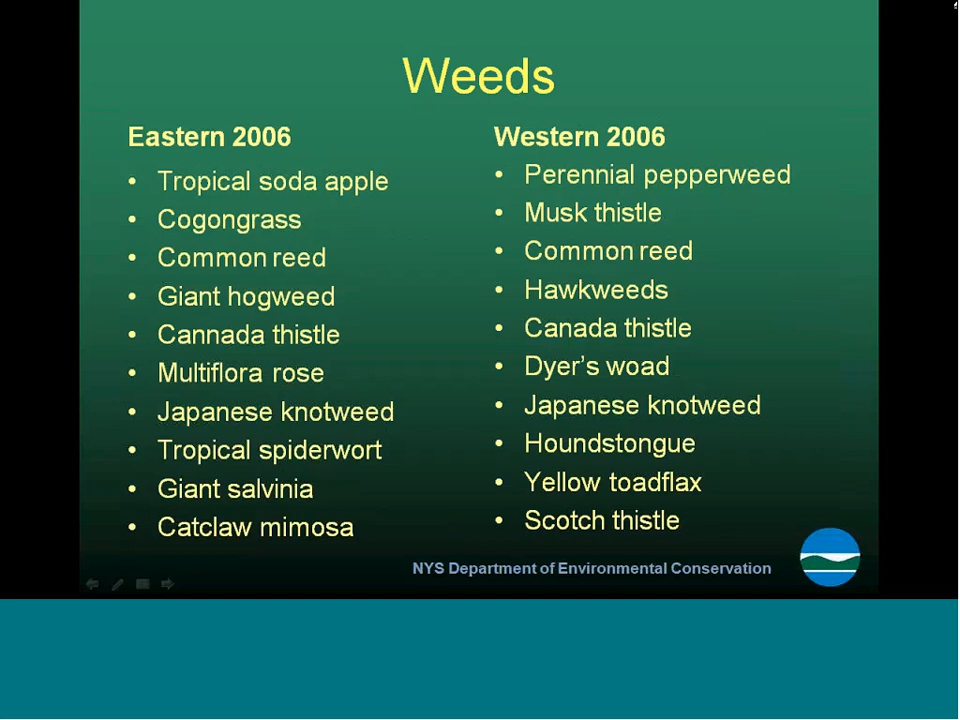 Weeds
Eastern 2006
• Tropical soda apple
• Cogongrass
• Common reed
• Giant hogweed
• Cannada thistle
• Multiflora rose
• Japanese knotweed
• Tropical spiderwort
• Giant salvinia
• Catclaw mimosa
Western 2006
• Perennial pepperweed
• Musk thistle
• Common reed
• Hawkweeds
• Canada thistle
• Dyer’s woad
• Japanese knotweed
• Houndstongue
• Yellow toadflax
• Scotch thistle
NYS Department of Environmental Conservation